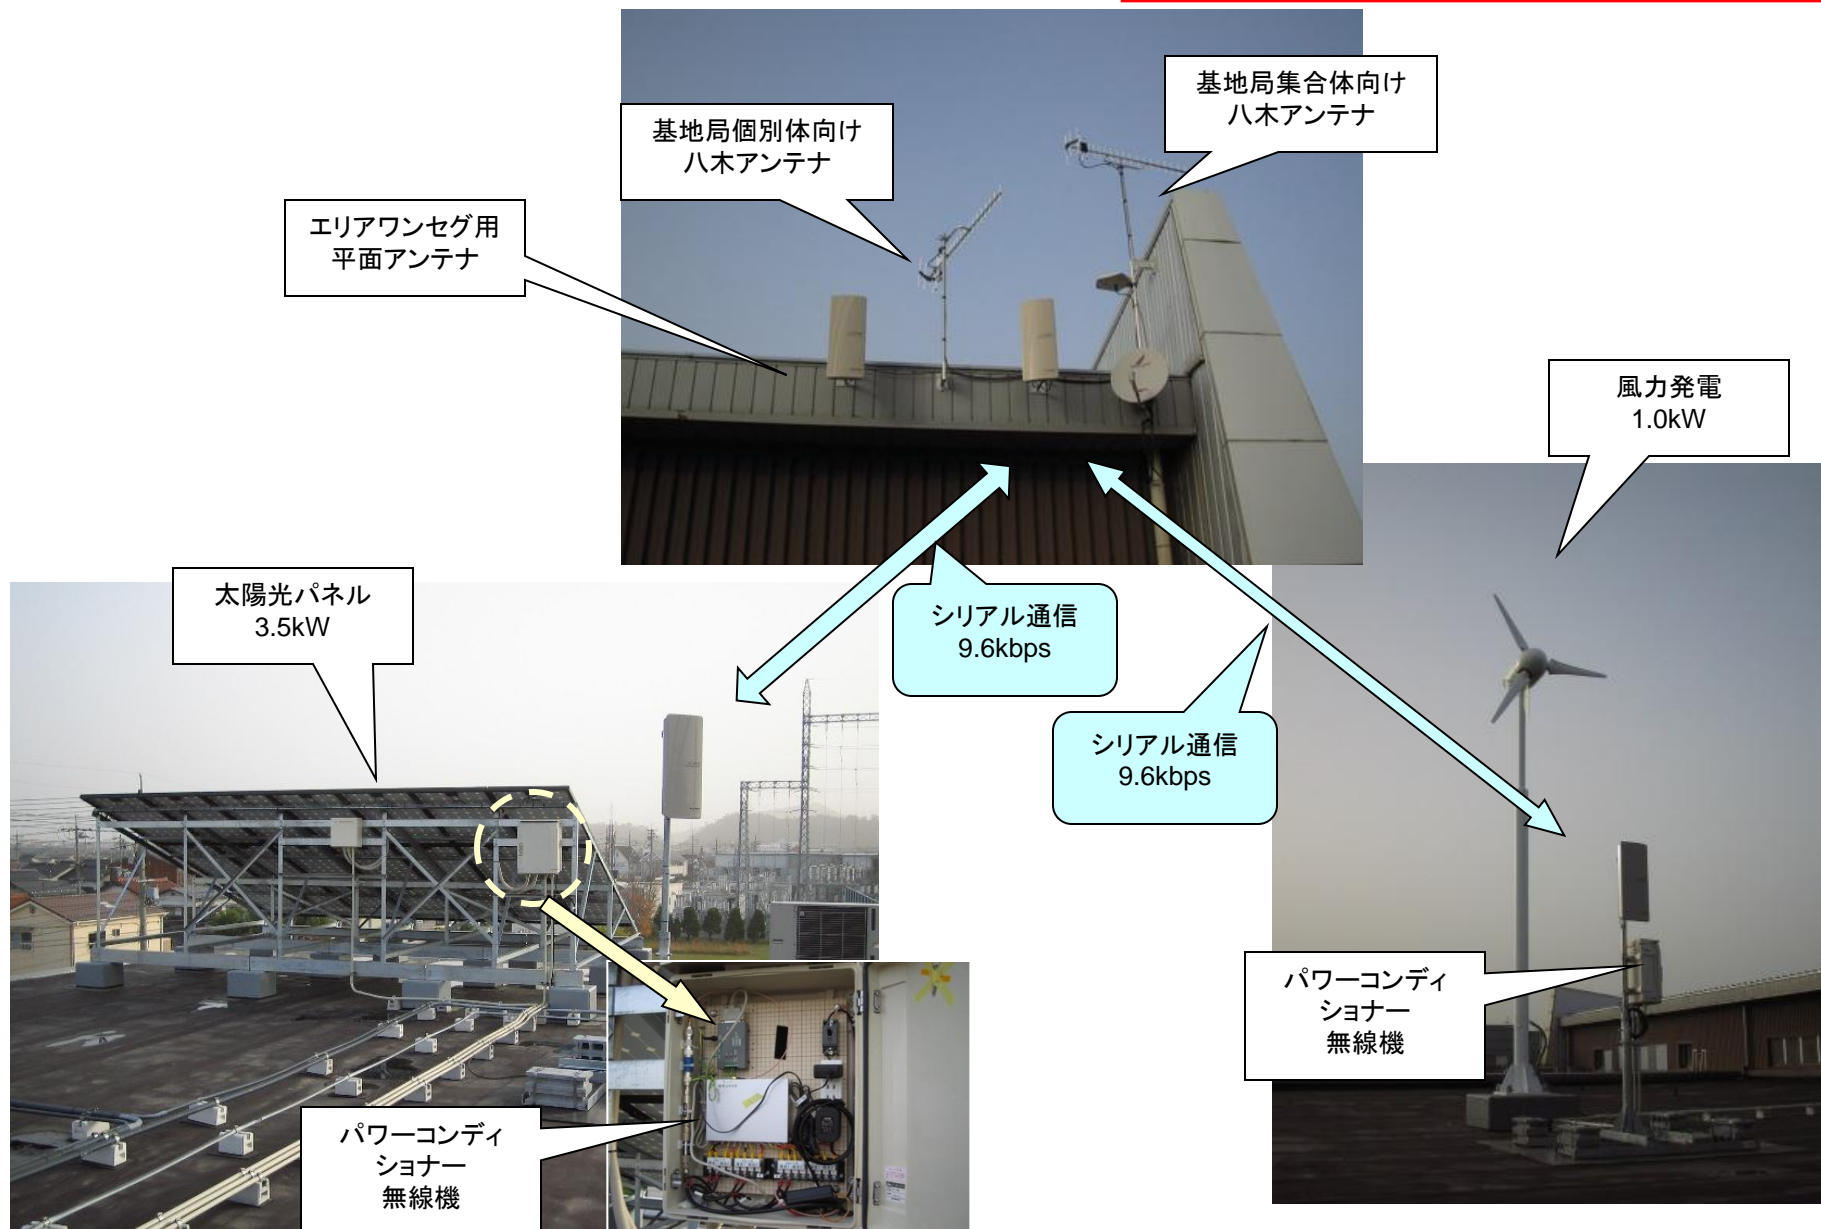 基地局集合体向け
八木アンテナ
基地局個別体向け
八木アンテナ
エリアワンセグ用
平面アンテナ
風力発電
1.0kW
太陽光パネル
3.5kW
シリアル通信
9.6kbps
シリアル通信
9.6kbps
パワーコンディ
ショナー
無線機
パワーコンディ
ショナー
無線機